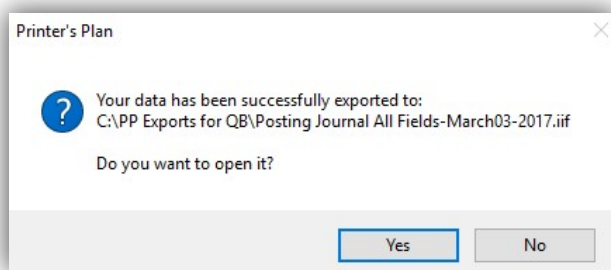 Printer's Plan
Your data has been successfully exported to:
C:\PP Exports for QB\Posting Journal All Fields-March03-2017.iif
Do you want to open it?
Yes
No